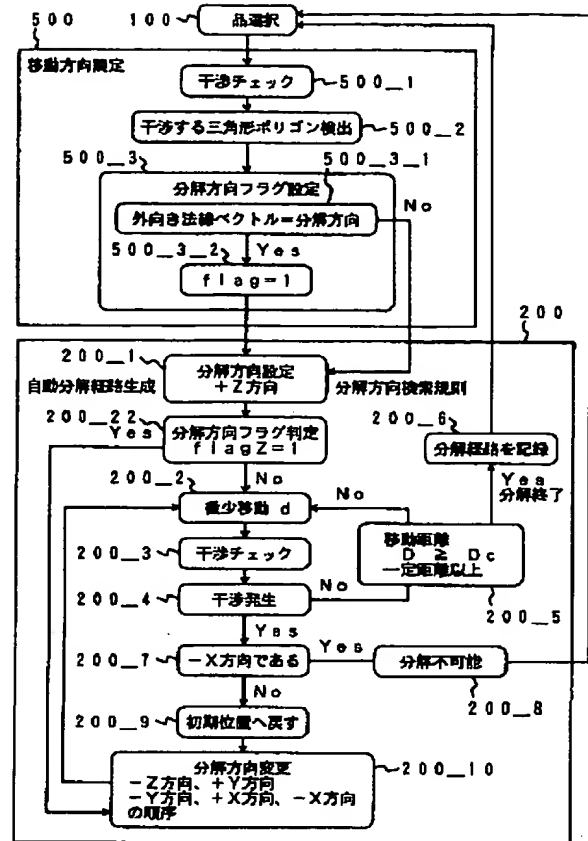 500
100
品選択
移動方向限定
干渉チェック
500_1
干渉する三角形ポリゴン検出
500_2
500_3
500_3_1
分解方向フラグ設定
外向き法線ベクトル=分解方向
No
500_3_2
Yes
flag=1
200
200_1
分解方向設定
+Z方向
自動分解経路生成
分解方向検索規則
200_22
200_6
Yes
分解方向フラグ判定
flagZ=1
分解経路を記録
200_2
No
No
Yes
分解終了
微少移動 d
200_3
干渉チェック
移動距離
D ≥ Dc
一定距離以上
200_4
干渉発生
No
200_5
Yes
200_7
-X方向である
Yes
分解不可能
No
200_8
200_9
初期位置へ戻す
分解方向変更
-Z方向、+Y方向
-Y方向、+X方向、-X方向
の順序
200_10